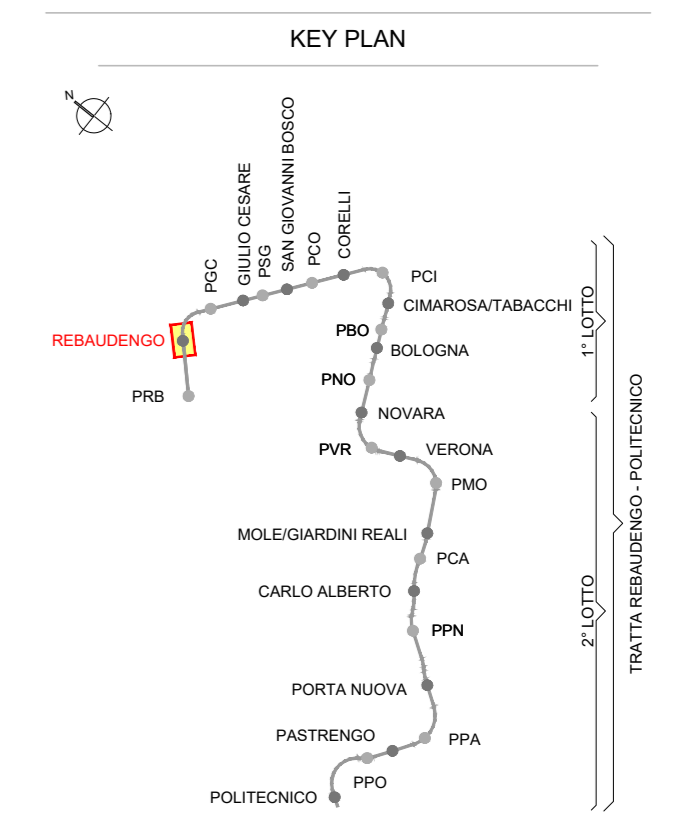 KEY PLAN
N
PGC
GIULIO CESARE
PSG
SAN GIOVANNI BOSCO
PCO
CORELLI
PCI
CIMAROSA/TABACCHI
PBO
BOLOGNA
REBAUDENGO
PNO
PRB
NOVARA
PVR
VERONA
PMO
MOLE/GIARDINI REALI
PCA
CARLO ALBERTO
PPN
PORTA NUOVA
PASTRENGO
PPA
PPO
POLITECNICO
1° LOTTO
2° LOTTO
TRATTA REBAUDENGO - POLITECNICO